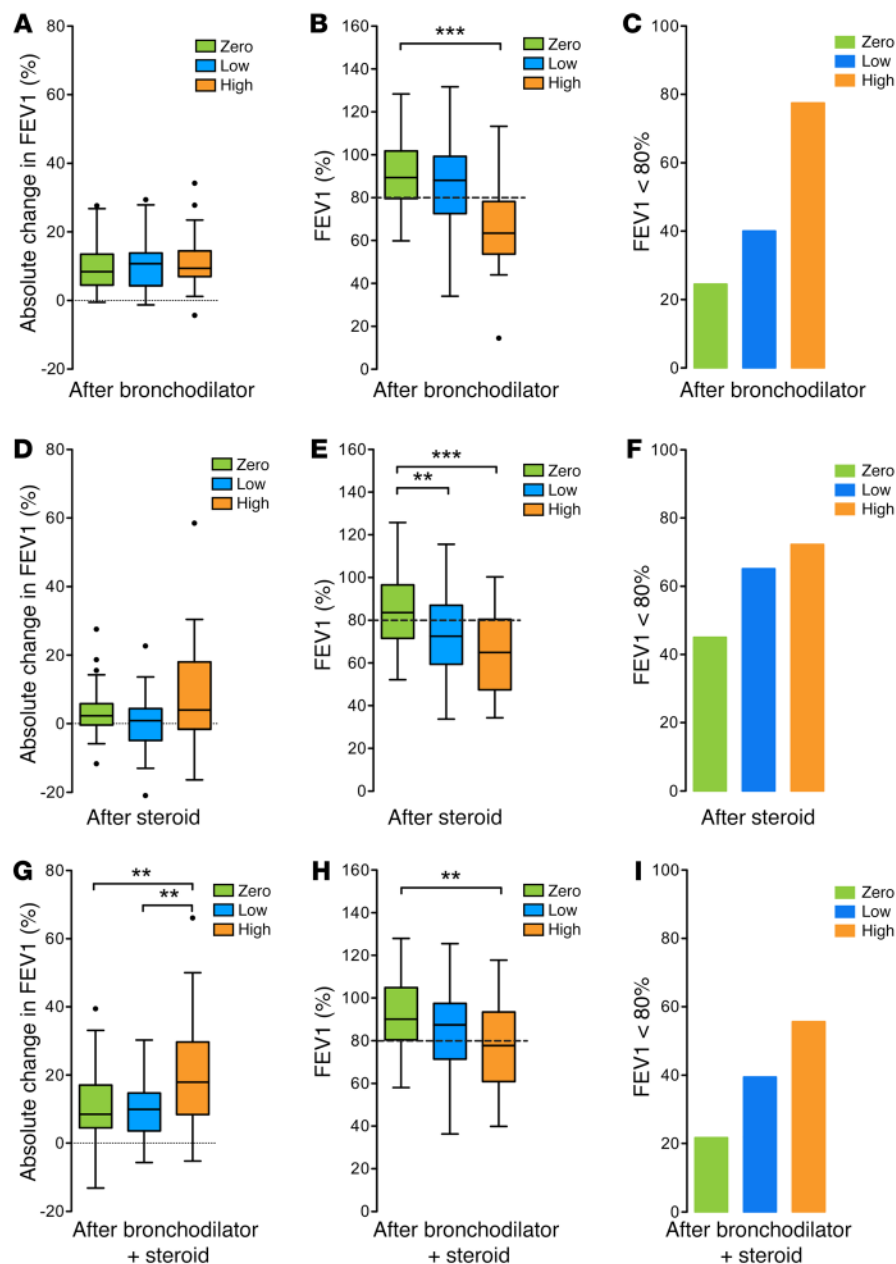 A
Absolute change in FEV1 (%)
80
60
40
20
0
-20
Zero
Low
High
After bronchodilator
B
FEV1 (%)
160
140
120
100
80
60
40
20
0
***
Zero
Low
High
After bronchodilator
C
FEV1 < 80%
100
80
60
40
20
0
Zero
Low
High
After bronchodilator
D
Absolute change in FEV1 (%)
80
60
40
20
0
-20
Zero
Low
High
After steroid
E
FEV1 (%)
160
140
120
100
80
60
40
20
0
***
**
Zero
Low
High
After steroid
F
FEV1 < 80%
100
80
60
40
20
0
Zero
Low
High
After steroid
G
Absolute change in FEV1 (%)
80
60
40
20
0
-20
**
**
Zero
Low
High
After bronchodilator
+ steroid
H
FEV1 (%)
160
140
120
100
80
60
40
20
0
**
Zero
Low
High
After bronchodilator
+ steroid
I
FEV1 < 80%
100
80
60
40
20
0
Zero
Low
High
After bronchodilator
+ steroid